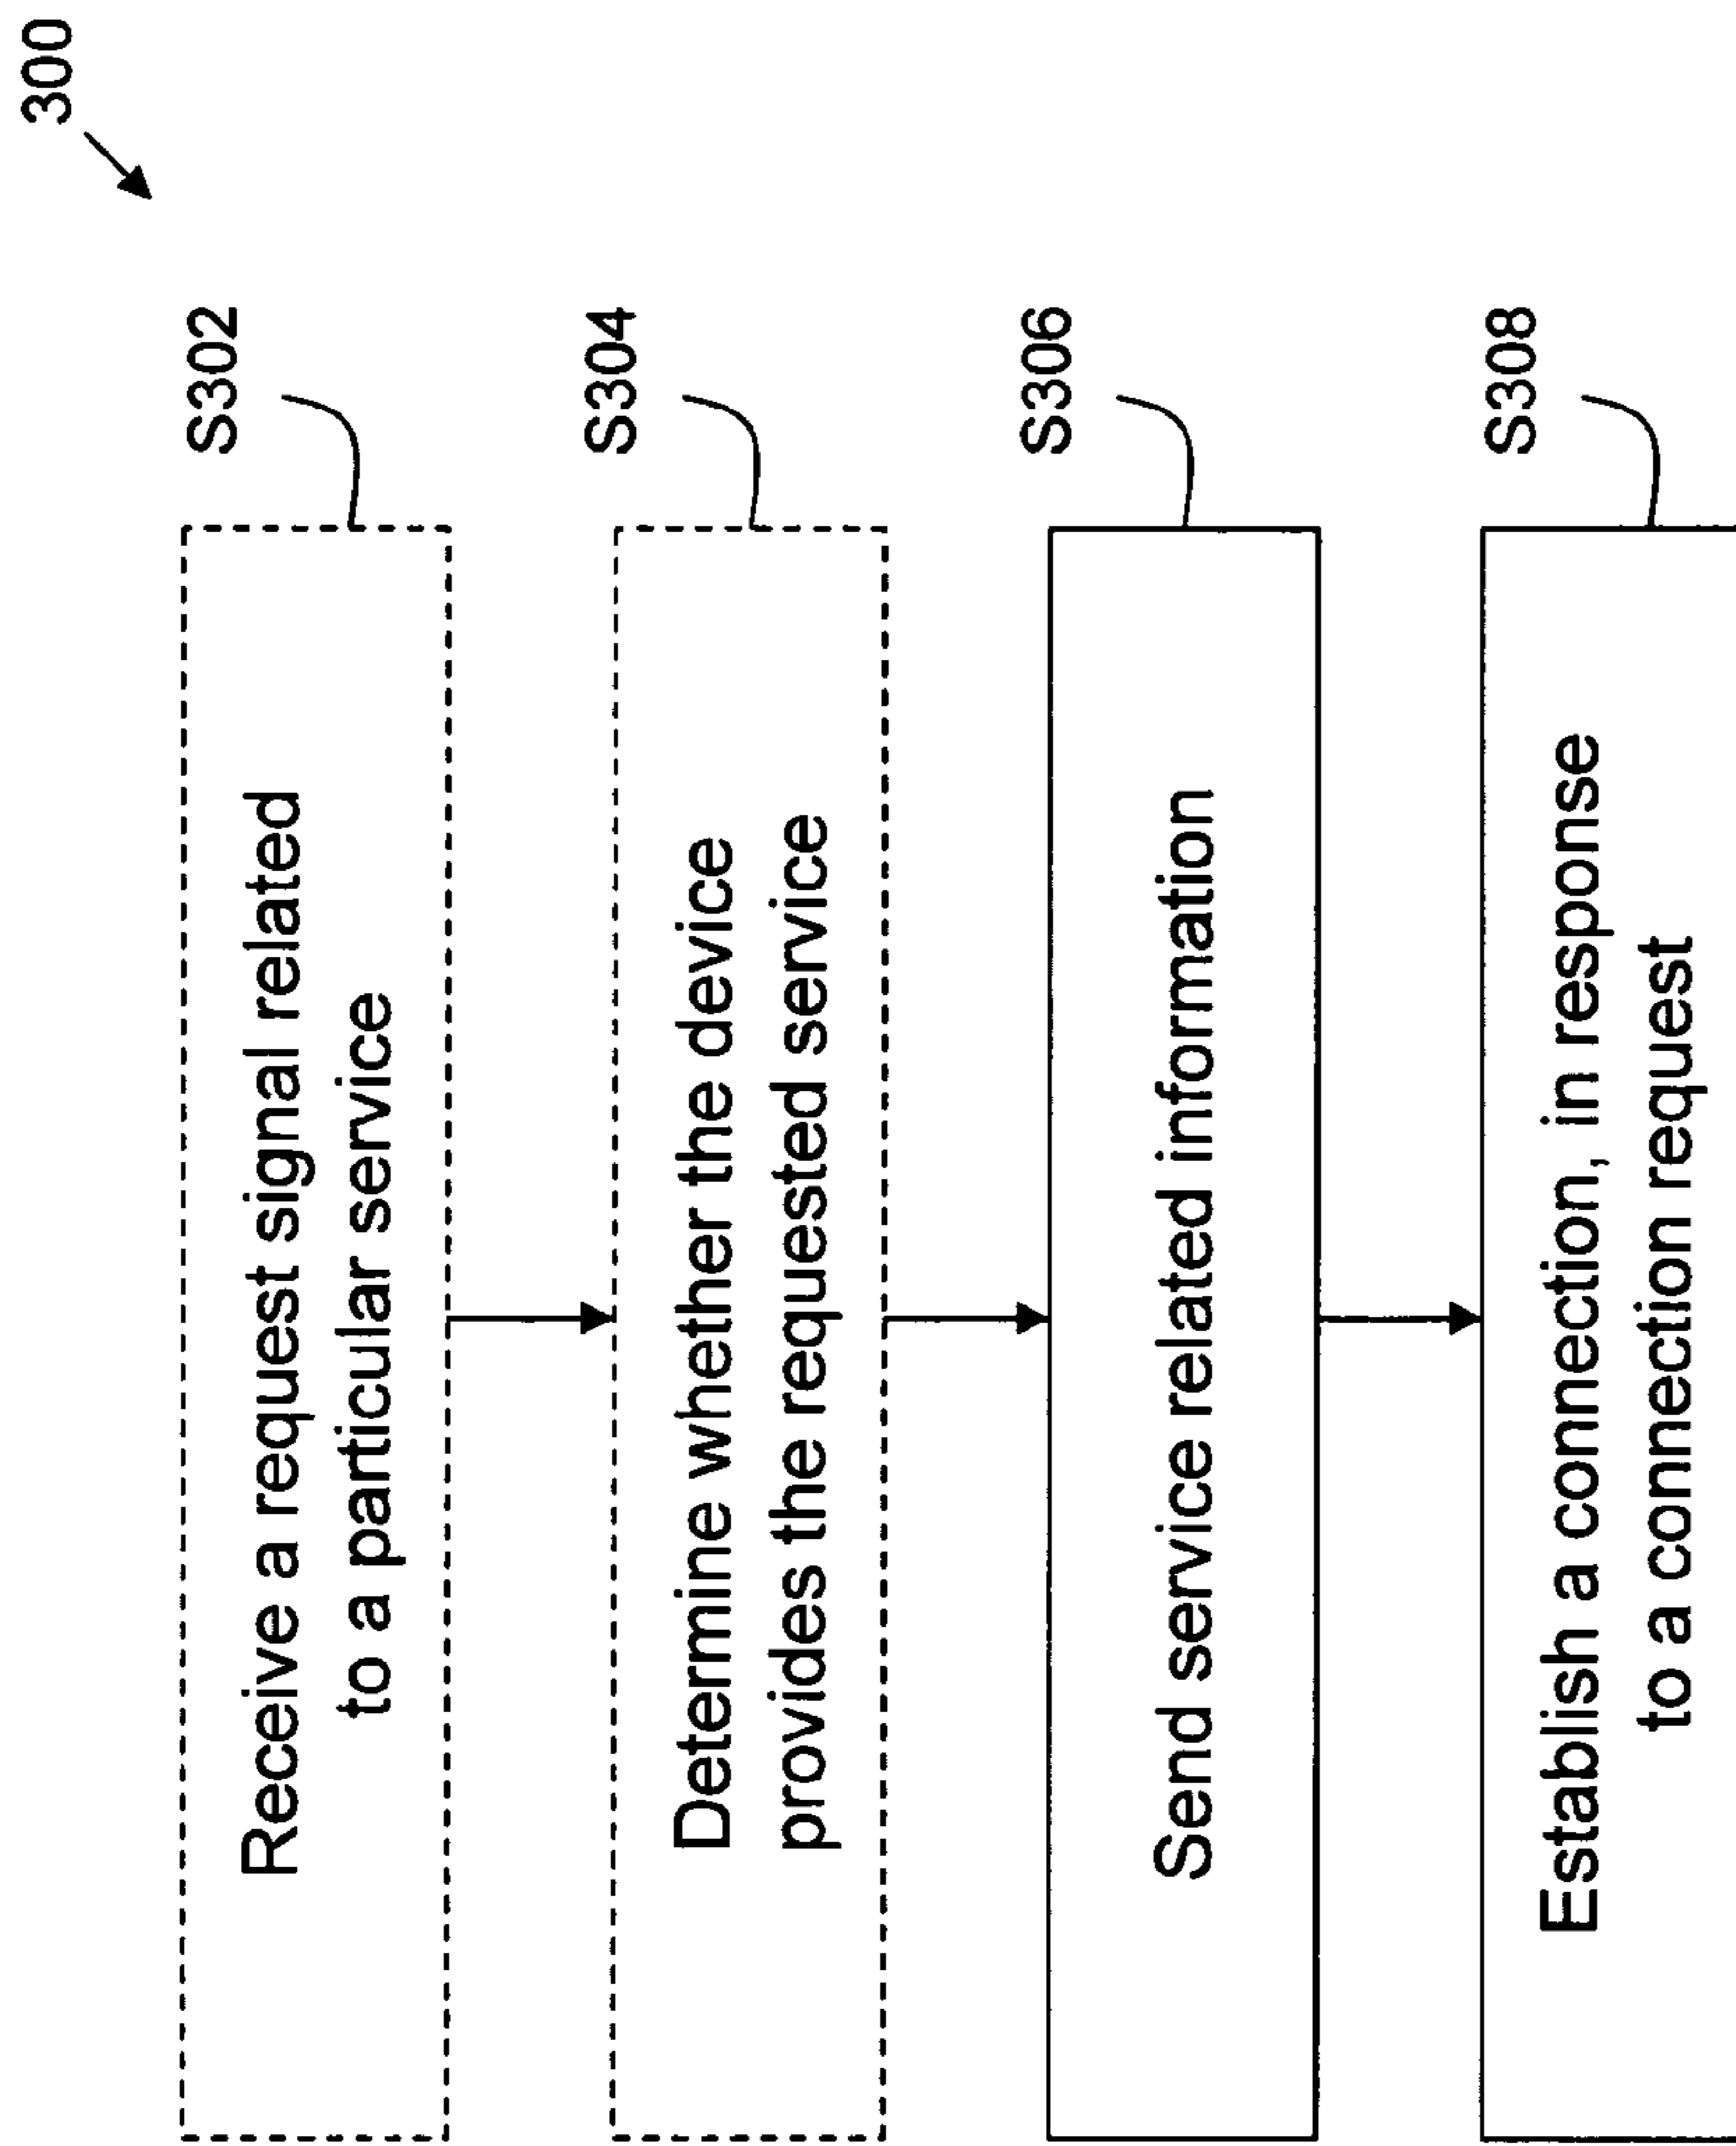 300
S302
Receive a request signal related
to a particular service
S304
Determine whether the device
provides the requested service
S306
Send service related information
S308
Establish a connection, in response
to a connection request